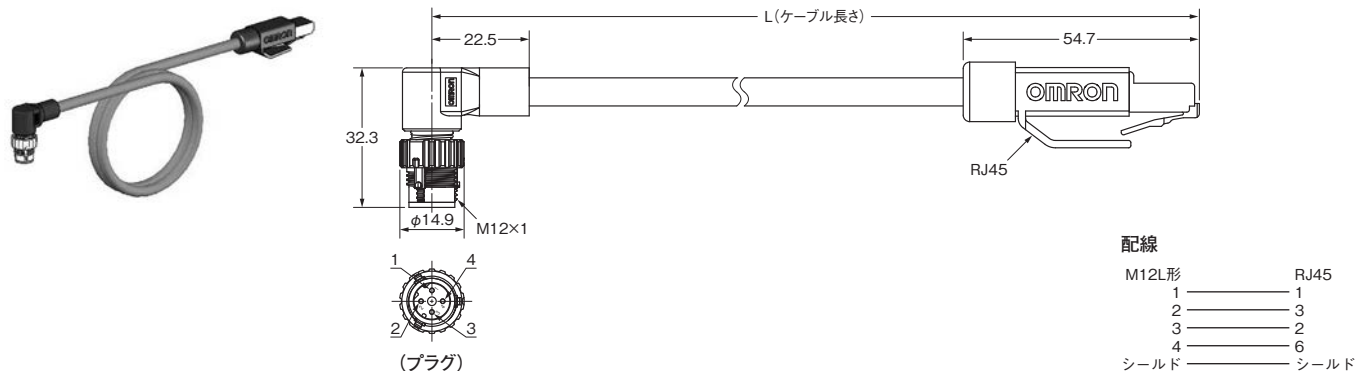 OMRON
L(ケーブル長さ)
22.5
54.7
OMRON
OMRON
32.3
RJ45
φ14.9
M12×1
1
4
2
3
(プラグ)
配線
M12L形 RJ45
1 1
2 3
3 2
4 6
シールド シールド